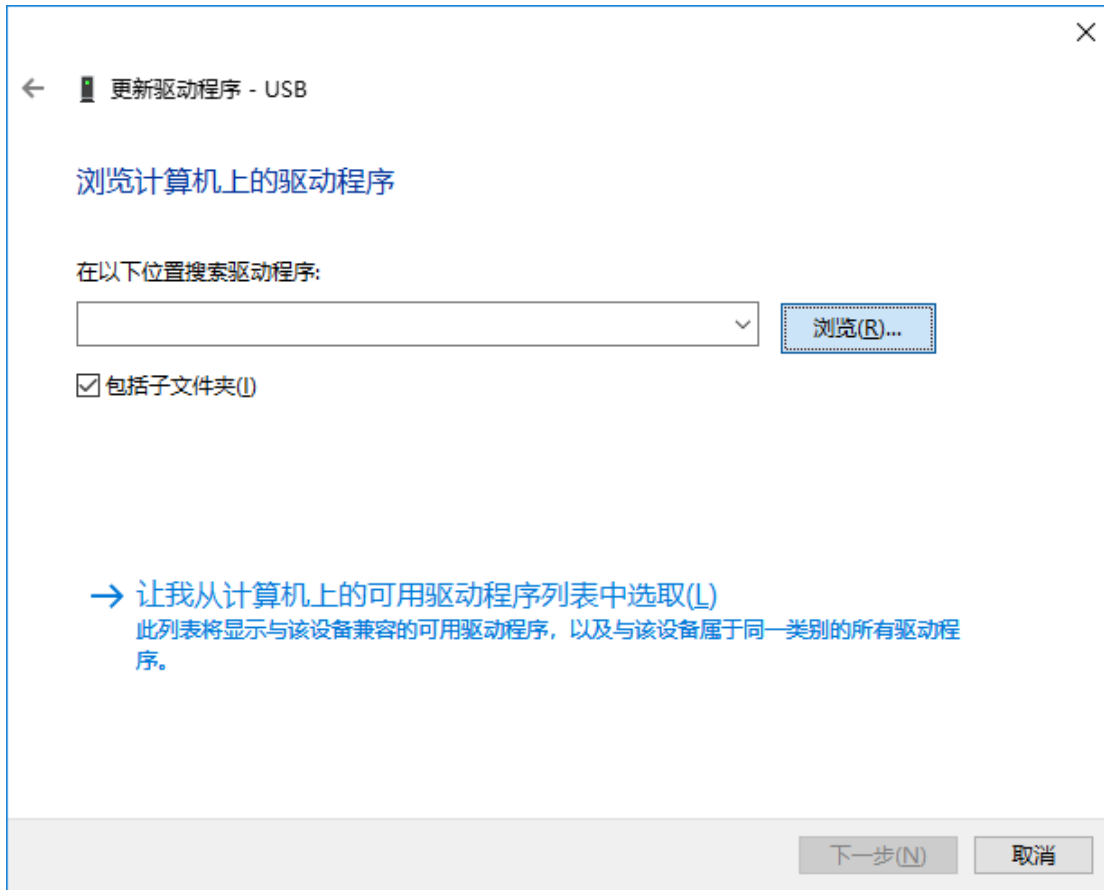 更新驱动程序 - USB
浏览计算机上的驱动程序
在以下位置搜索驱动程序:
浏览(R)...
包括子文件夹(I)
让我从计算机上的可用驱动程序列表中选取(L)
此列表将显示与该设备兼容的可用驱动程序，以及与该设备属于同一类别的所有驱动程
序。
下一步(N)
取消